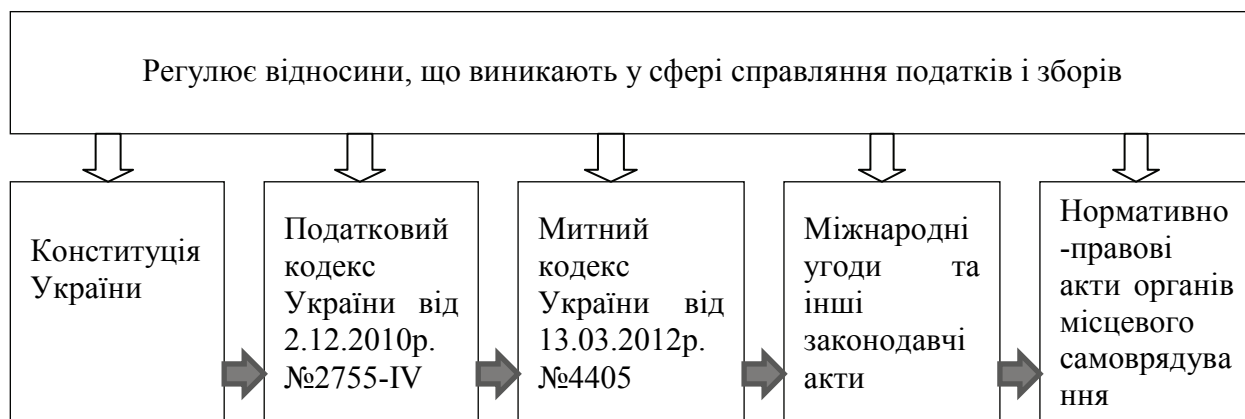 Регулює відносини, що виникають у сфері справляння податків і зборів
Конституція
України
Податковий
кодекс
України від
2.12.2010р.
№2755-IV
Митний
кодекс
України від
13.03.2012р.
№4405
Міжнародні
угоди та
інші
законодавчі
акти
Нормативно
-правові
акти органів
місцевого
самоврядува
ння